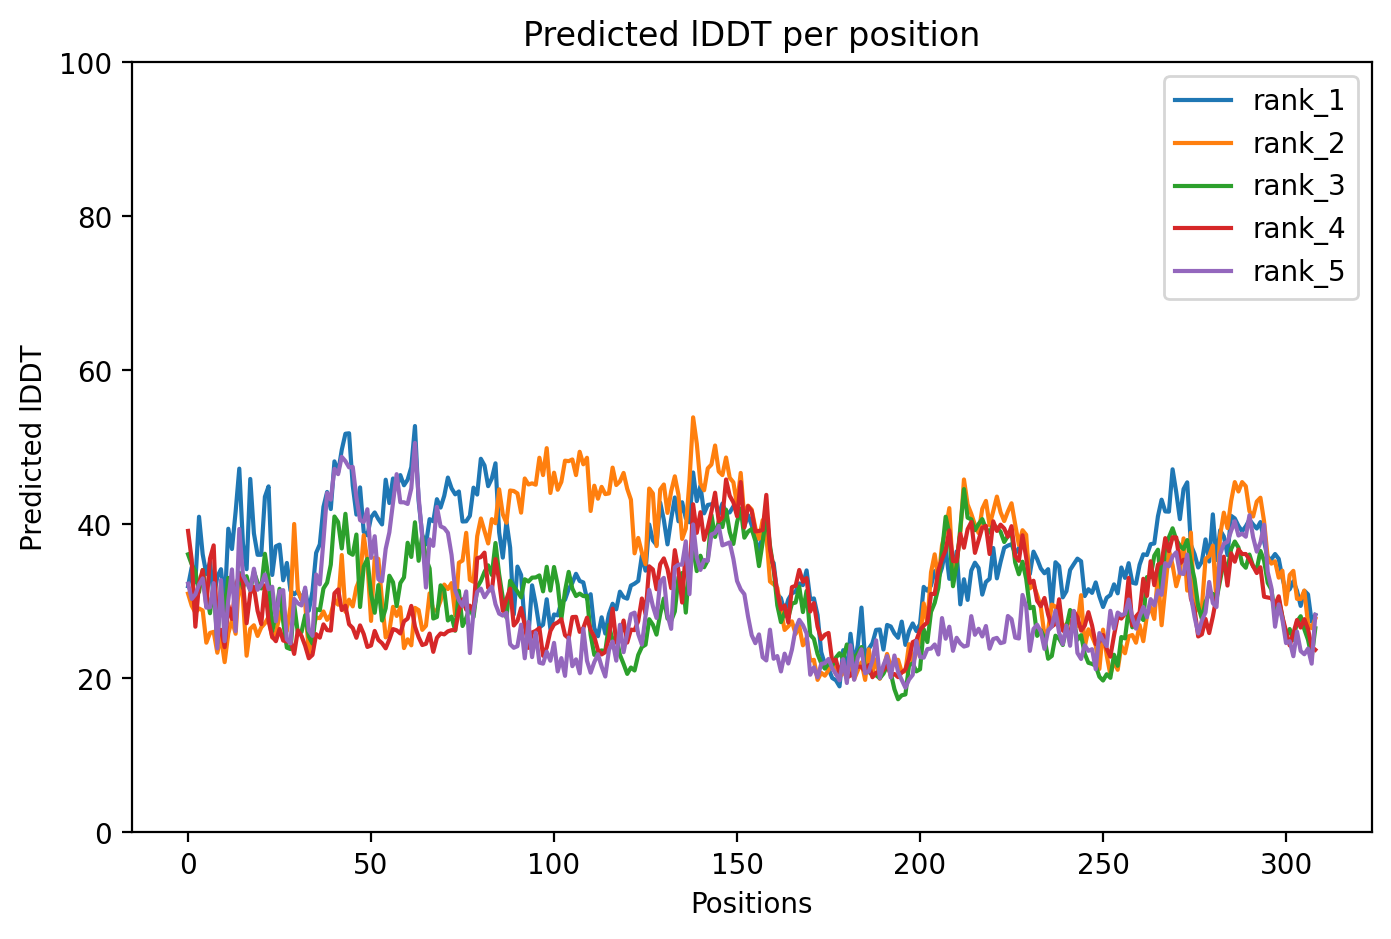 Predicted lDDT per position
100
80
60
40
20
0
Predicted lDDT
rank_1
rank_2
rank_3
rank_4
rank_5
0 50 100 150 200 250 300
Positions